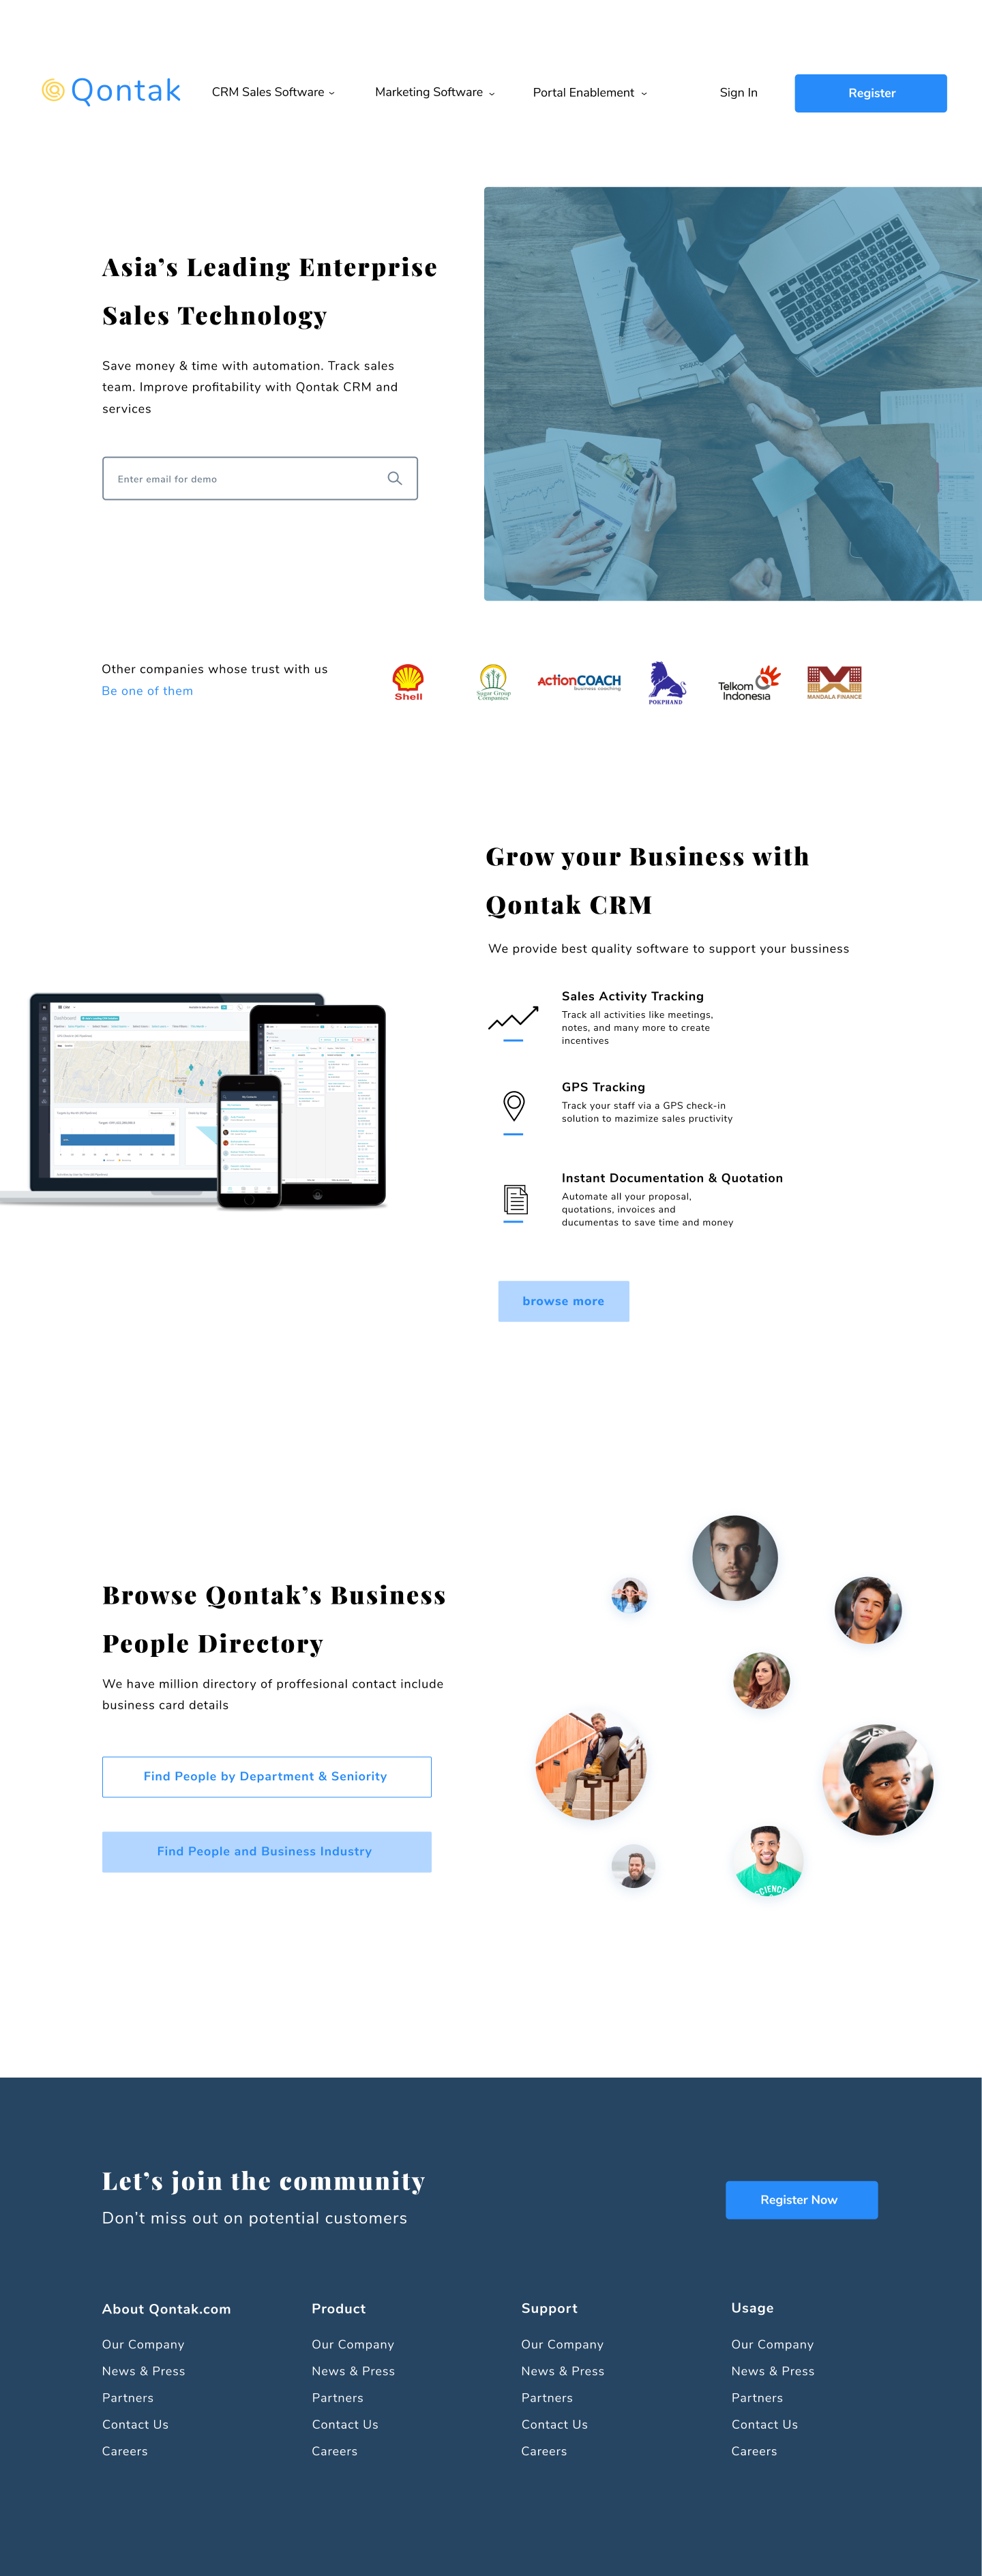 Qontak
CRM Sales Software
Marketing Software
Portal Enablement
Sign In
Register
Asia’s Leading Enterprise
Sales Technology
Save money & time with automation. Track sales
team. Improve profitability with Qontak CRM and
services
Enter email for demo
Other companies whose trust with us
Be one of them
Shell
Sugar Group
Companies
ActionCOACH
business coaching
POKPHAND
Telkom
Indonesia
MANDALA FINANCE
Grow your Business with
Qontak CRM
We provide best quality software to support your bussiness
Sales Activity Tracking
Track all activities like meetings,
notes, and many more to create
incentives
GPS Tracking
Track your staff via a GPS check-in
solution to mazimize sales pructivity
Instant Documentation & Quotation
Automate all your proposal,
quotations, invoices and
ducumentas to save time and money
browse more
Browse Qontak’s Business
People Directory
We have million directory of proffesional contact include
business card details
Find People by Department & Seniority
Find People and Business Industry
Let’s join the community
Don’t miss out on potential customers
Register Now
About Qontak.com
Our Company
News & Press
Partners
Contact Us
Careers
Product
Our Company
News & Press
Partners
Contact Us
Careers
Support
Our Company
News & Press
Partners
Contact Us
Careers
Usage
Our Company
News & Press
Partners
Contact Us
Careers